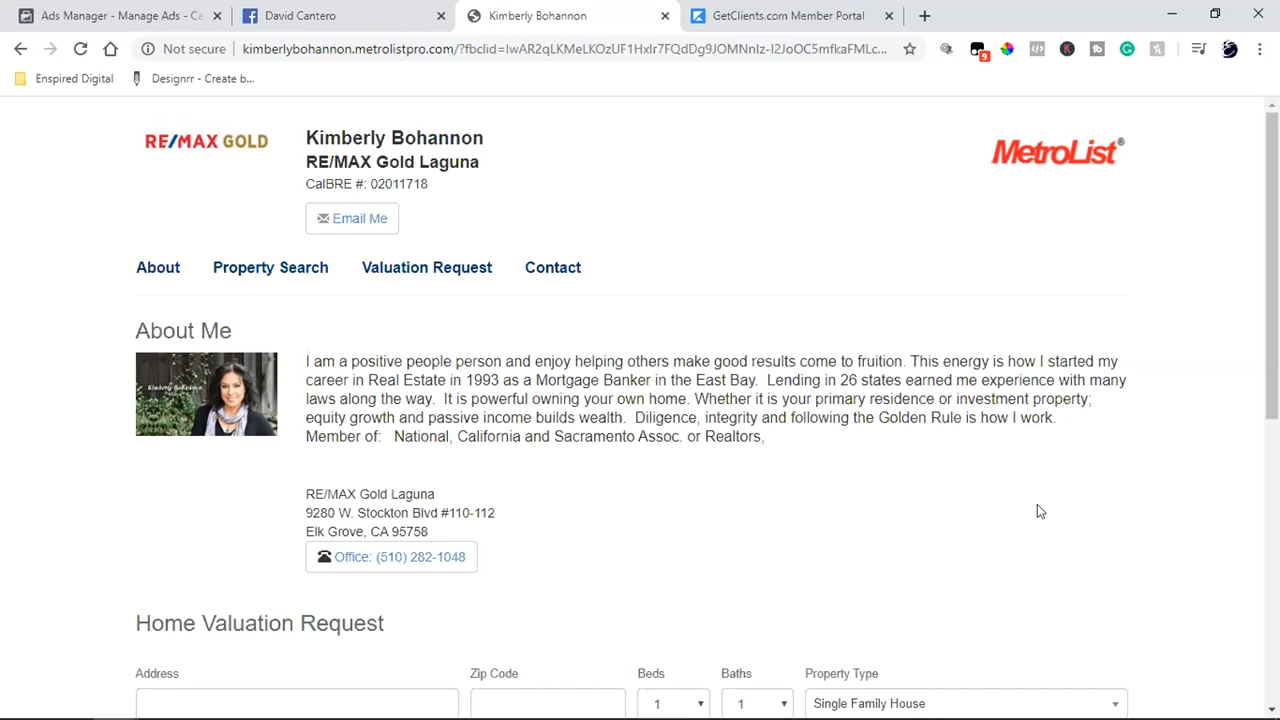 Ads Manager - Manage Ads - Ca
David Cantero
Kimberly Bohannon
GetClients.com Member Portal
Not secure
kimberlybohannon.metrolistpro.com/?fbclid=IwAR2qLKMeLKOzUF1HxIr7FQdDg9JOMNnIz-I2JoOC5mfkaFMLc...
9
Enspired Digital
Designrr - Create b...
RE/MAX GOLD
Kimberly Bohannon
RE/MAX Gold Laguna
CalBRE #: 02011718
Email Me
MetroList®
About
Property Search
Valuation Request
Contact
About Me
Kimberly Bohannon
I am a positive people person and enjoy helping others make good results come to fruition. This energy is how I started my
career in Real Estate in 1993 as a Mortgage Banker in the East Bay. Lending in 26 states earned me experience with many
laws along the way. It is powerful owning your own home. Whether it is your primary residence or investment property;
equity growth and passive income builds wealth. Diligence, integrity and following the Golden Rule is how I work.
Member of: National, California and Sacramento Assoc. or Realtors,
RE/MAX Gold Laguna
9280 W. Stockton Blvd #110-112
Elk Grove, CA 95758
Office: (510) 282-1048
Home Valuation Request
Address
Zip Code
Beds
Baths
Property Type
1
1
Single Family House